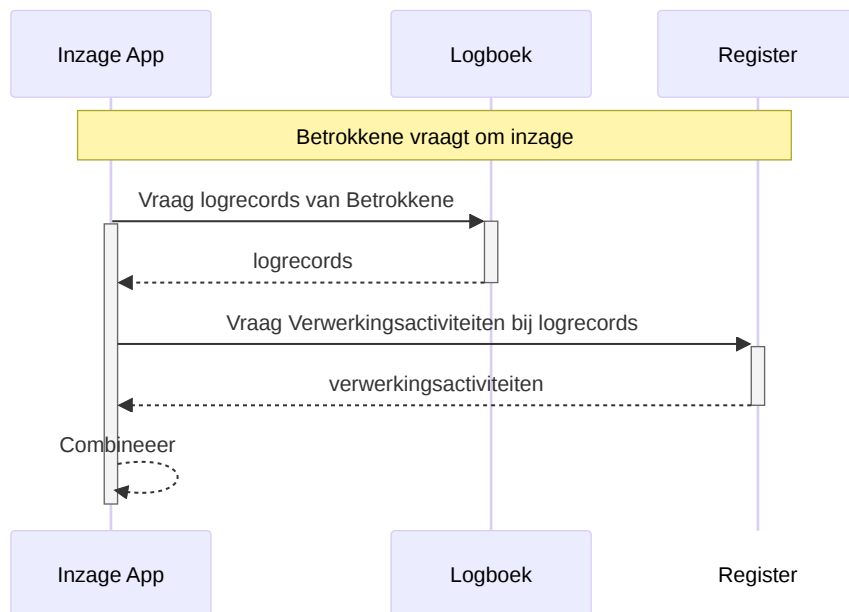 Inzage App
Logboek
Register
Betrokkene vraagt om inzage
Vraag logrecords van Betrokkene
logrecords
Vraag Verwerkingsactiviteiten bij logrecords
verwerkingsactiviteiten
Combineeer
Inzage App
Logboek
Register